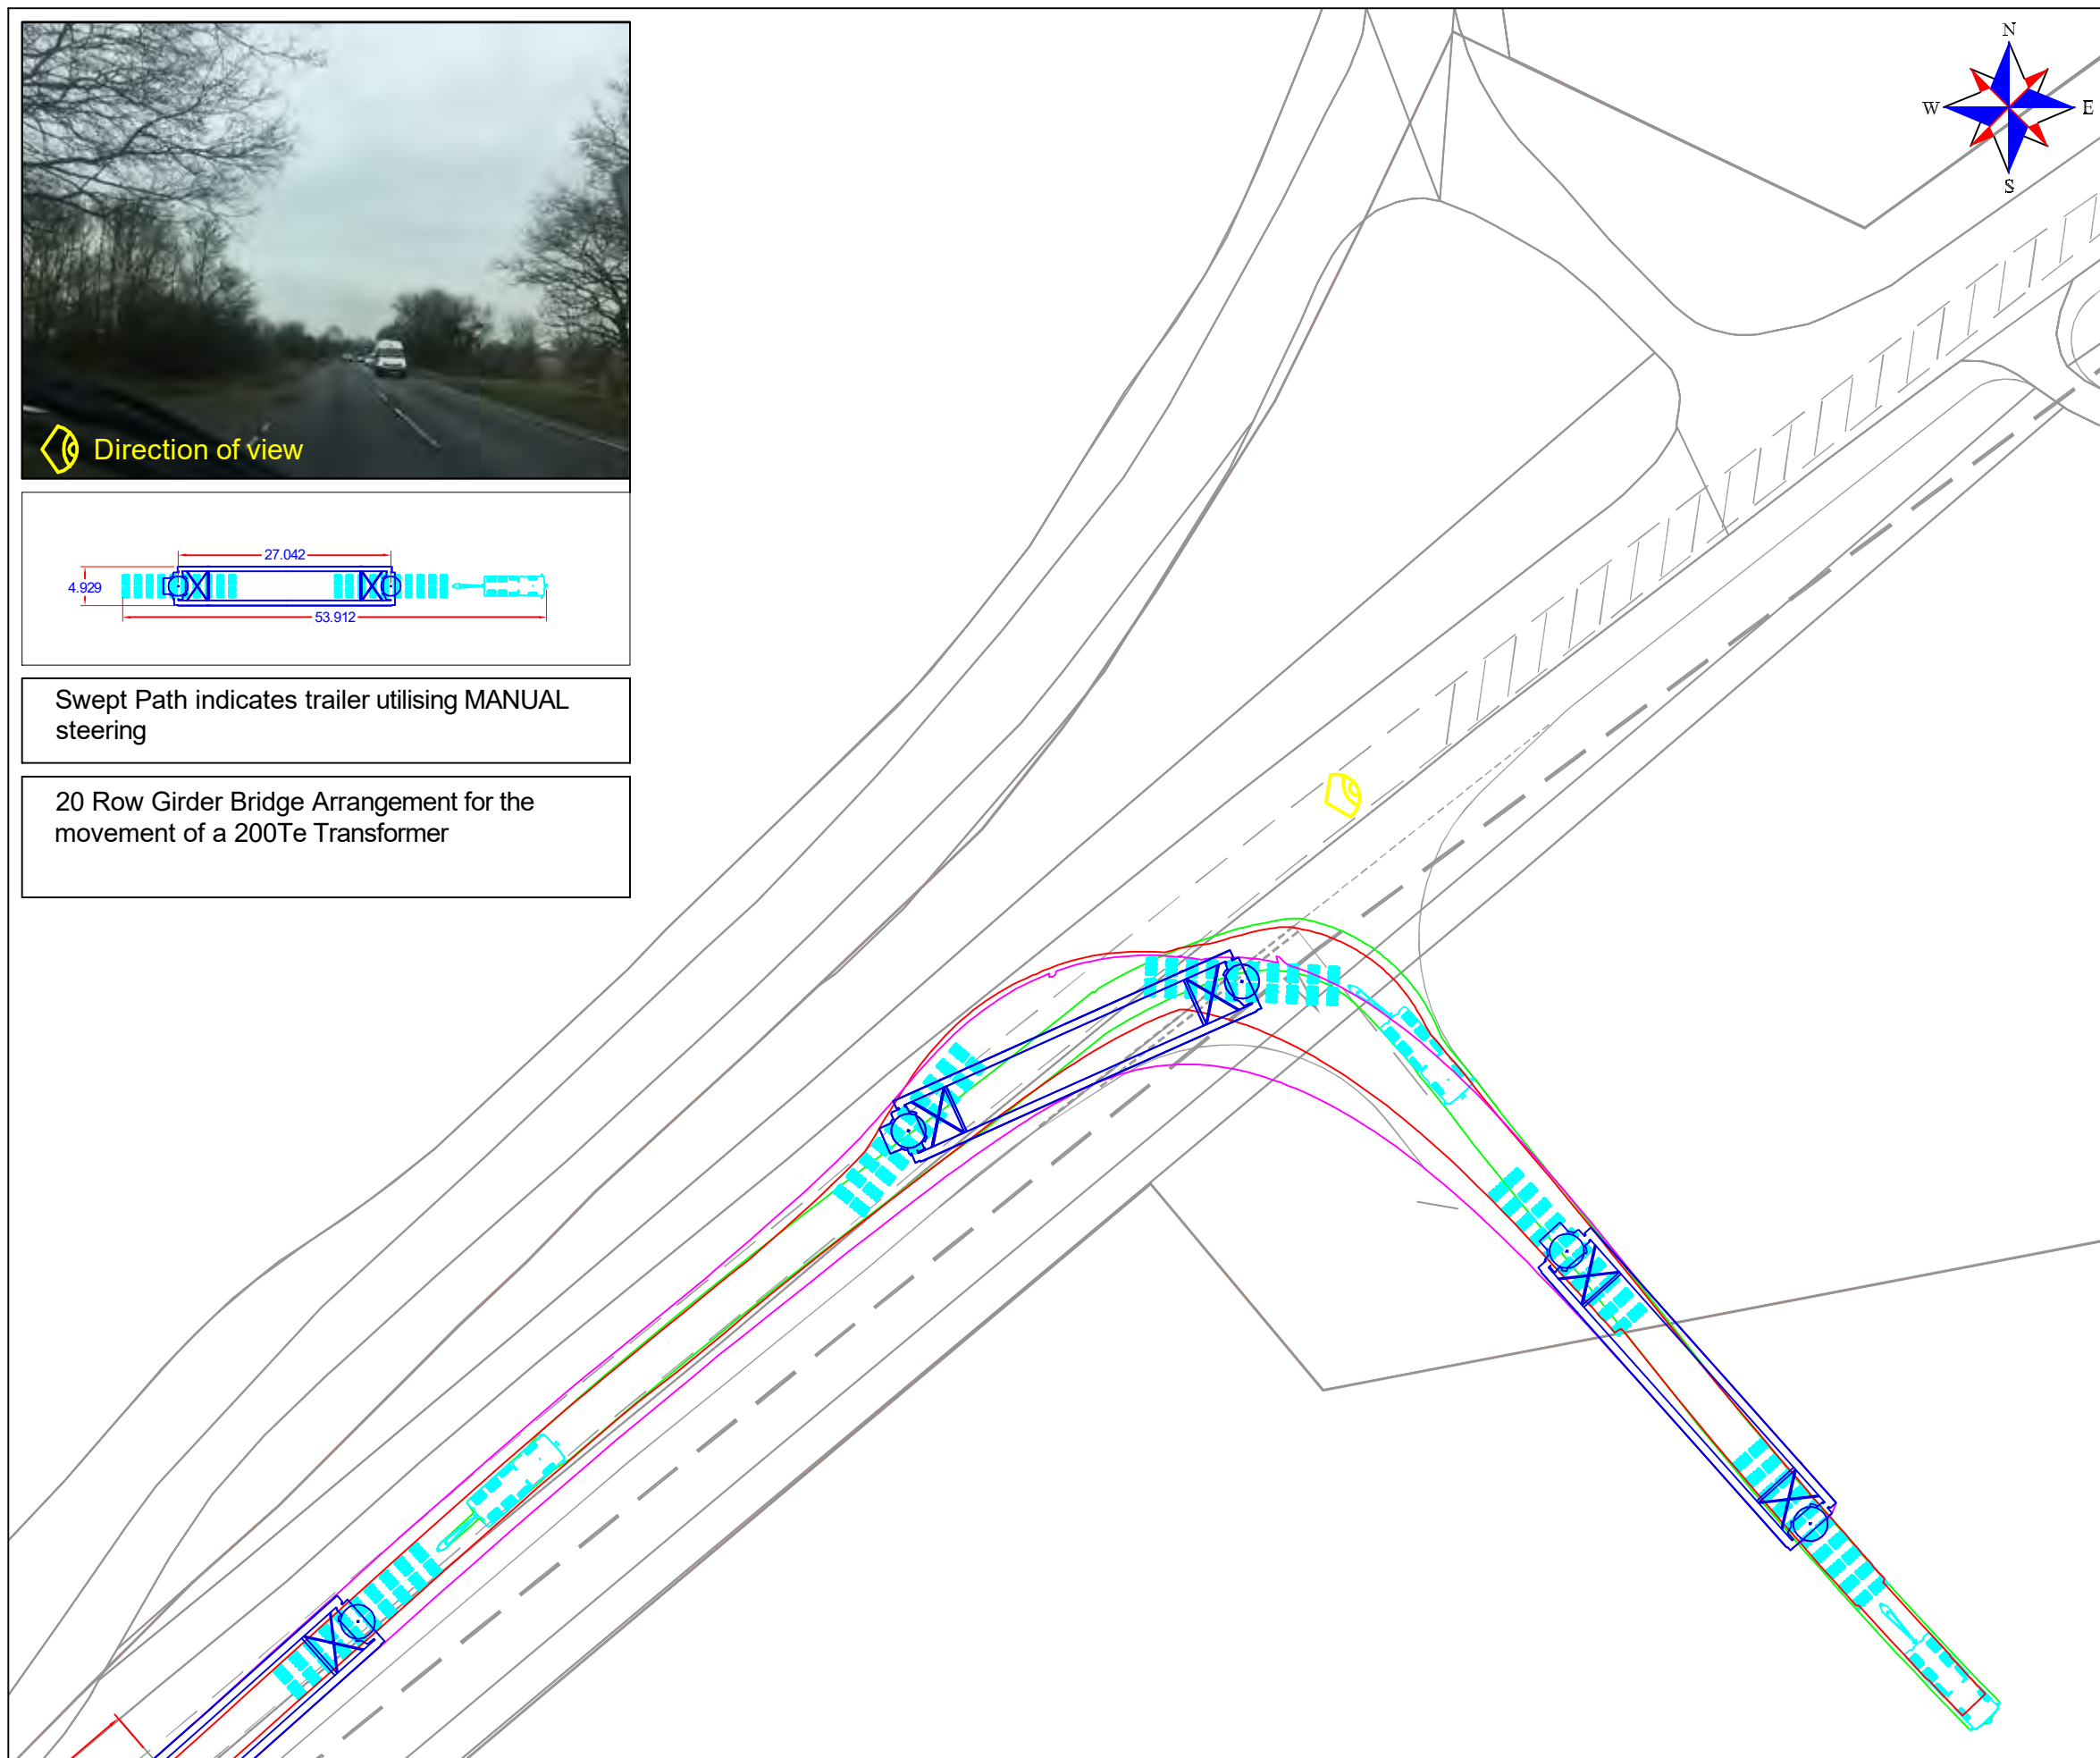 N
W
E
S
Direction of view
27.042
4.929
53.912
Swept Path indicates trailer utilising MANUAL
steering
20 Row Girder Bridge Arrangement for the
movement of a 200Te Transformer